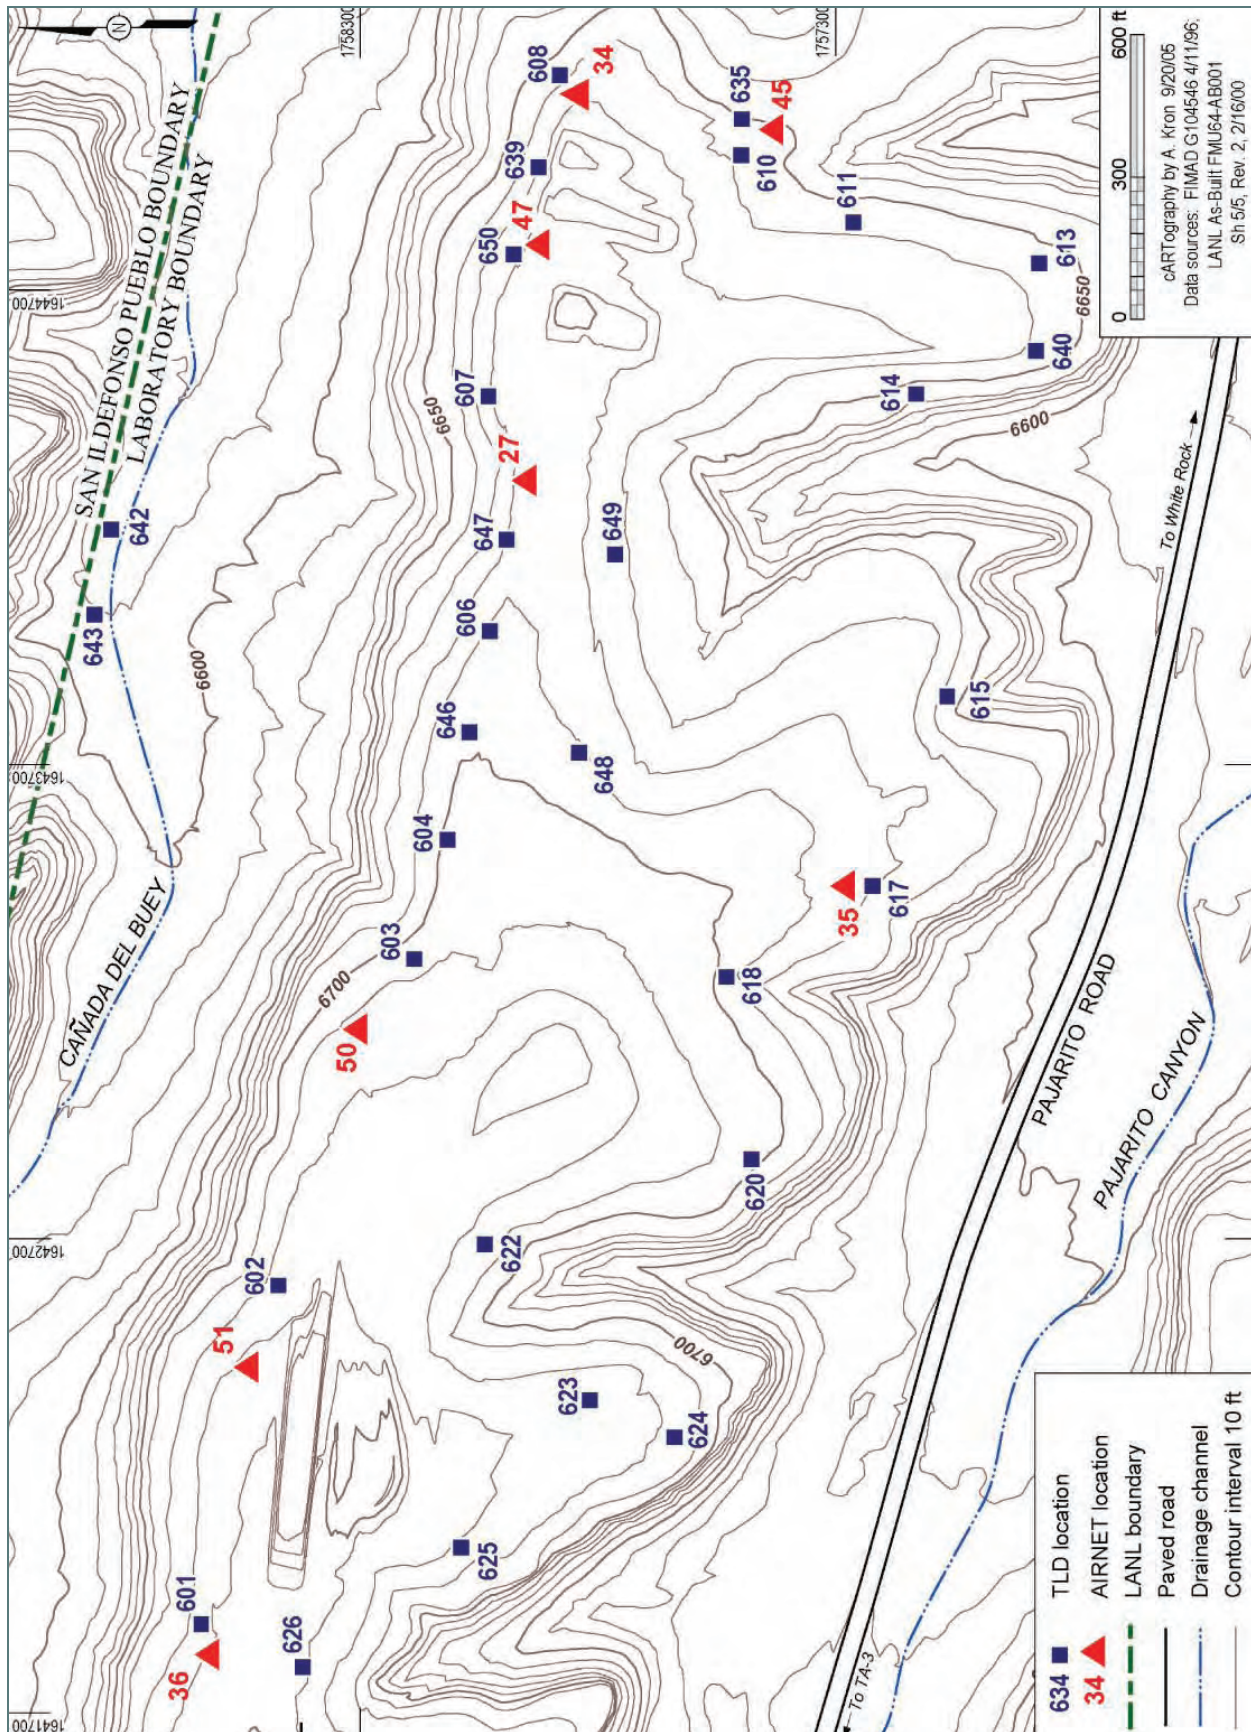 1641700
1642700
1643700
1644700
1758300
1757300
N
SAN ILDEFONSO PUEBLO BOUNDARY
LABORATORY BOUNDARY
CAÑADA DEL BUEY
643
642
6600
6650
6700
36
601
626
51
602
50
603
604
646
606
647
27
607
650
47
639
608
34
635
610
45
611
613
640
614
6650
6600
649
648
615
617
35
618
620
622
623
624
625
6700
To TA-3
PAJARITO ROAD
To White Rock
PAJARITO CANYON
634 TLD location
34 AIRNET location
LANL boundary
Paved road
Drainage channel
Contour interval 10 ft
0 300 600 ft
cARTography by A. Kron 9/20/05
Data sources: FIMAD G104546 4/11/96;
LANL As-Built FMU64-AB001
Sh 5/5, Rev. 2, 2/16/00